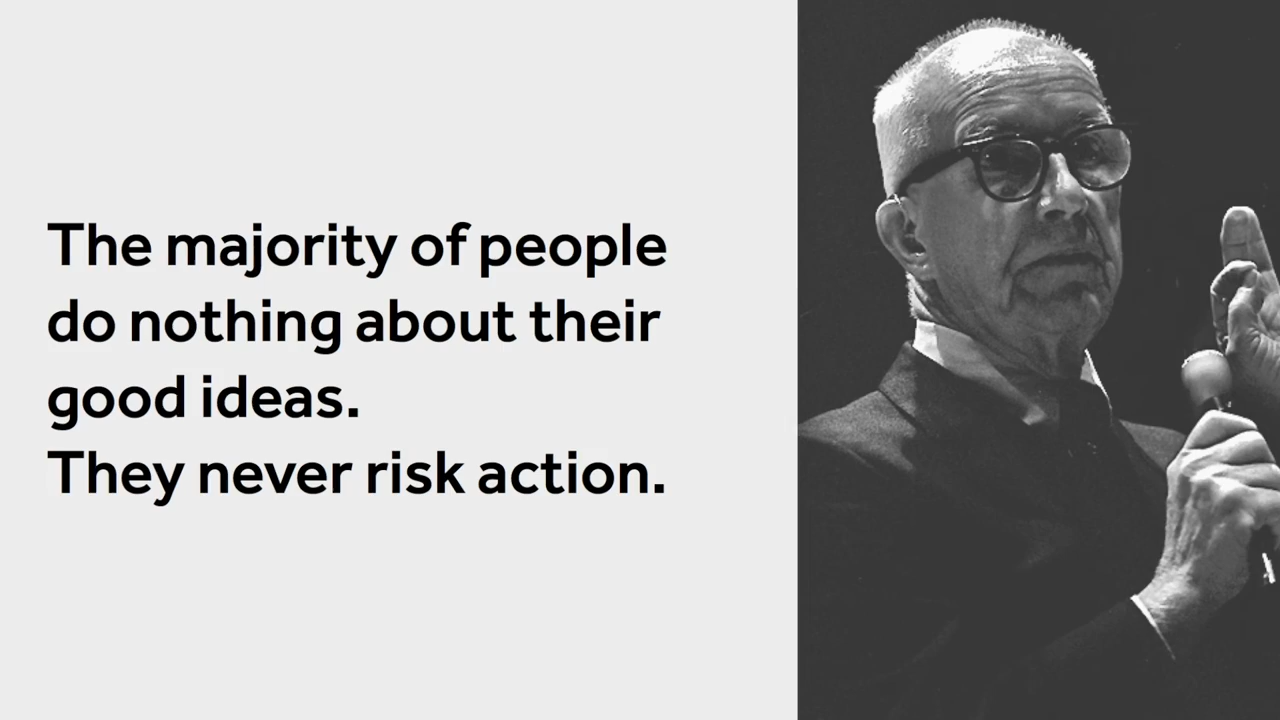 The majority of people
do nothing about their
good ideas.
They never risk action.